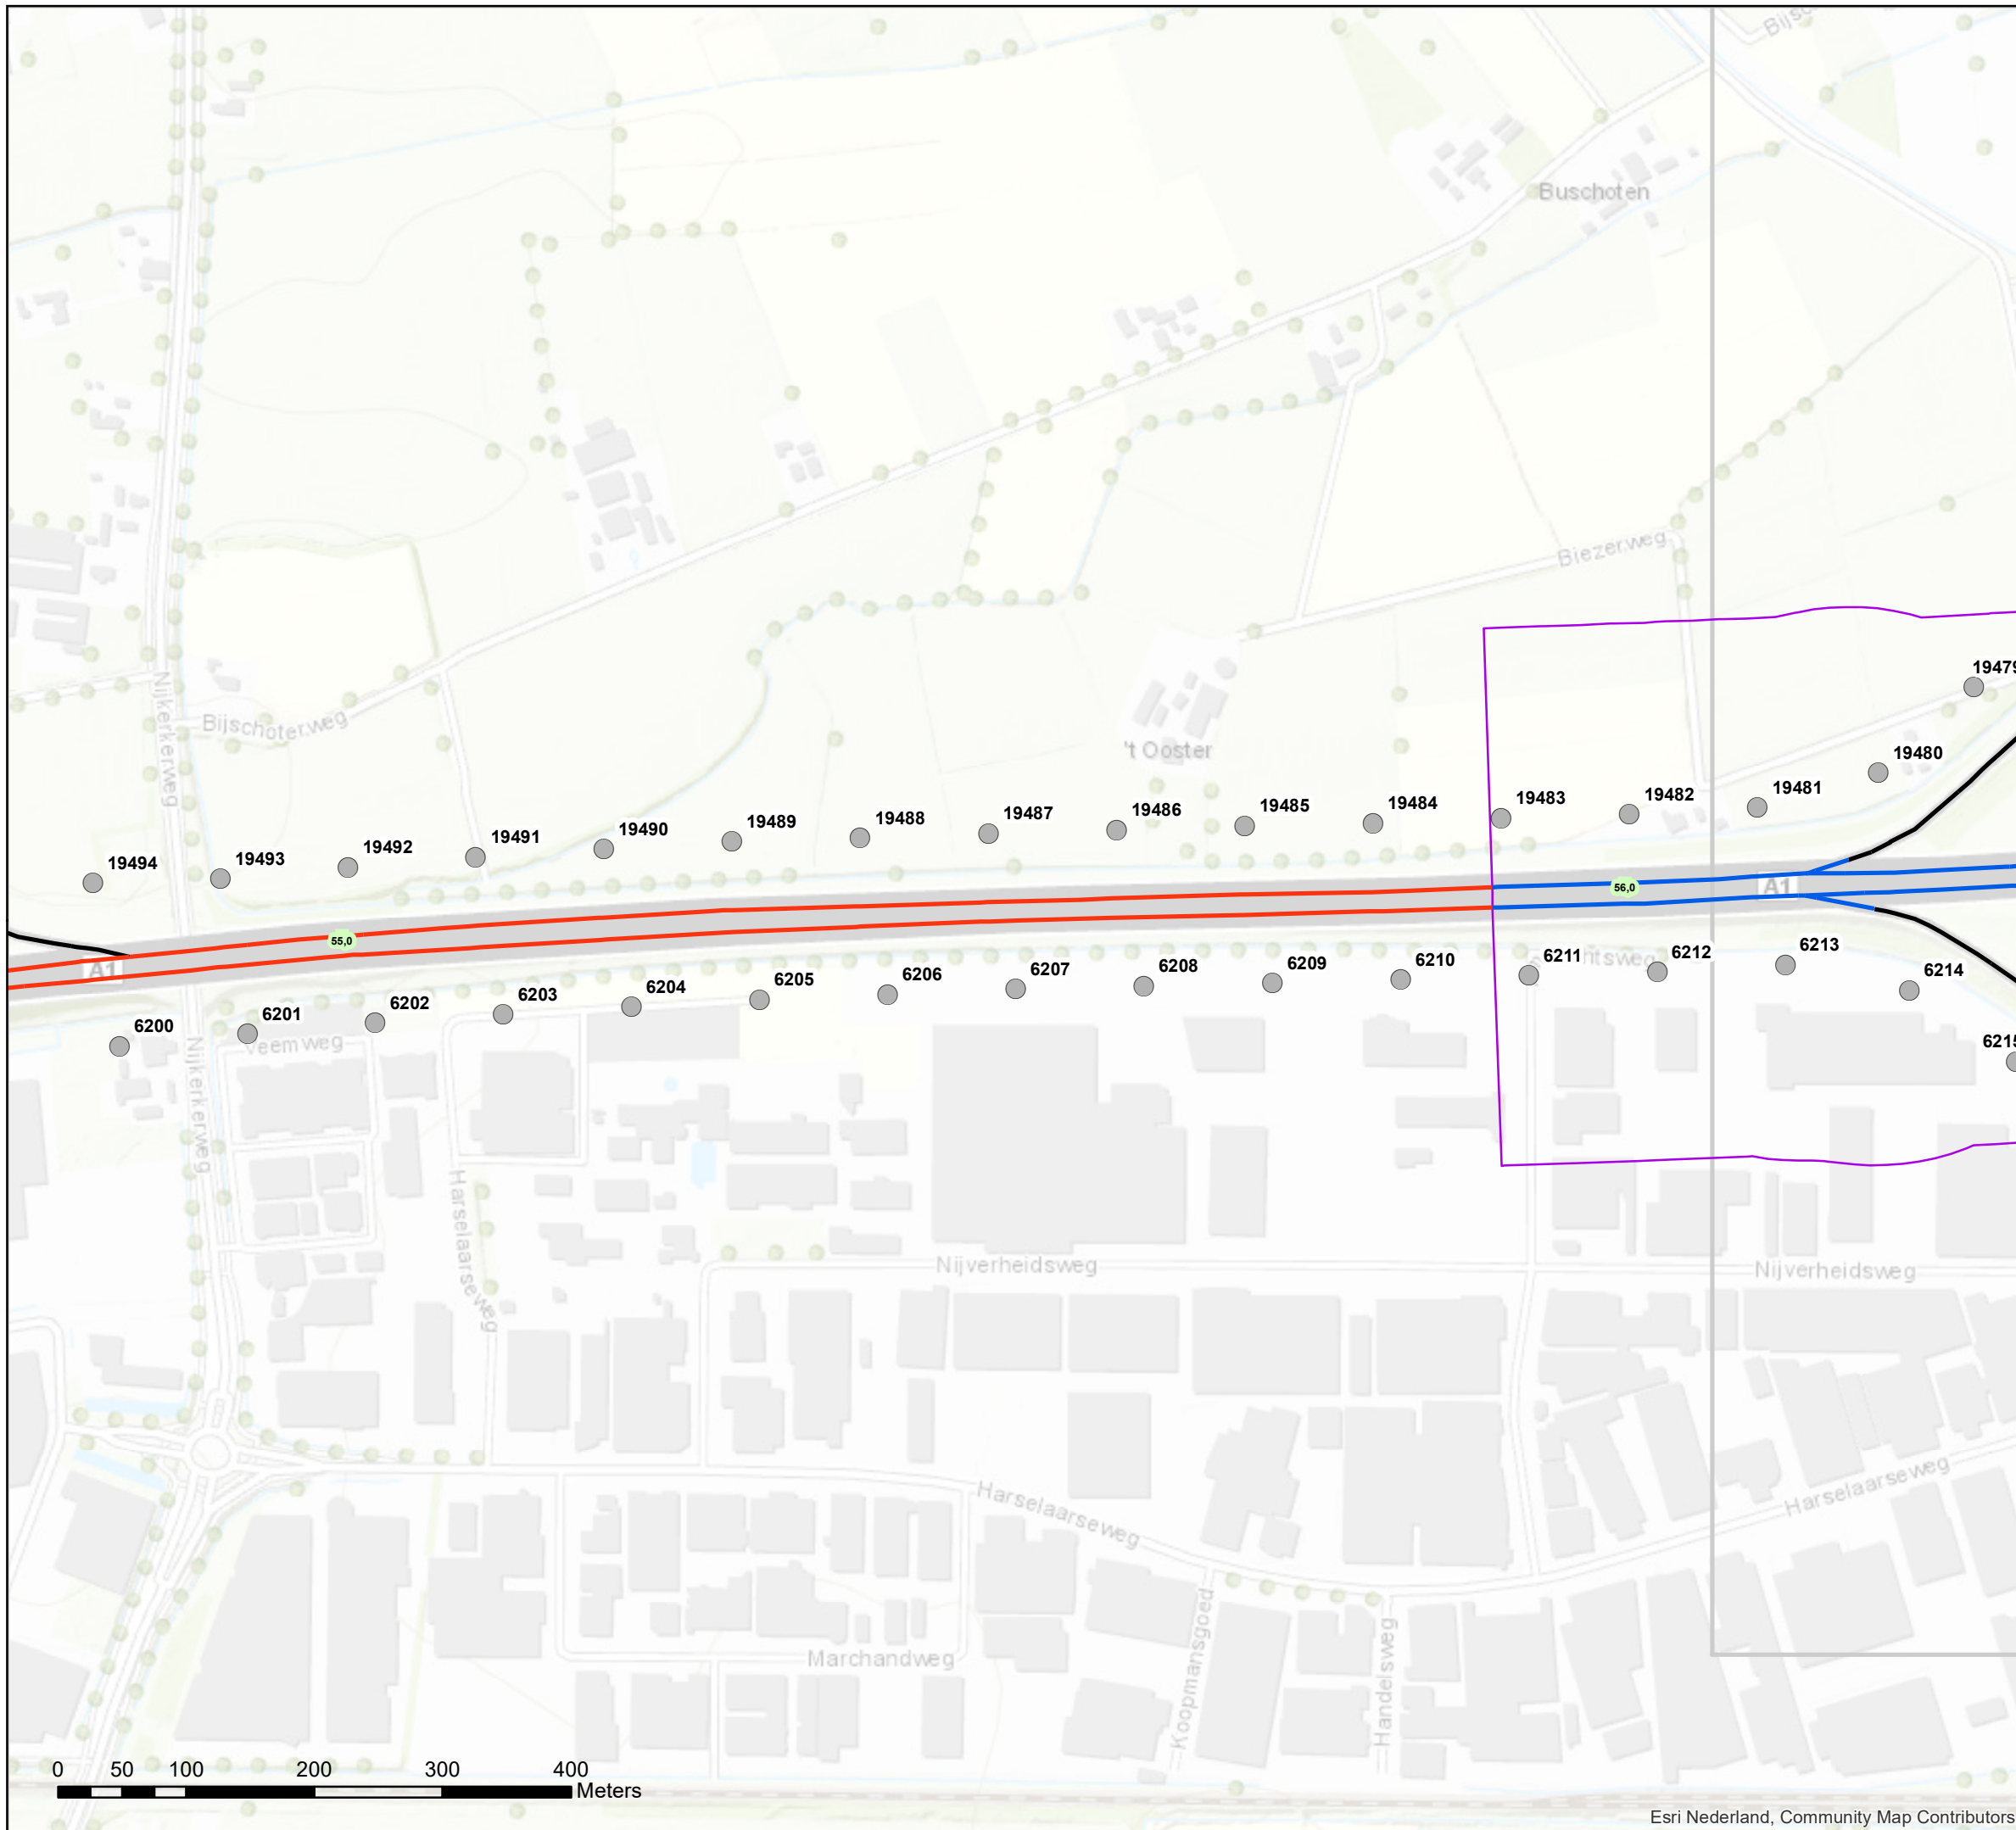 Buschoten
Biezerweg
19479
't Ooster
Bijschoterweg
Nijkerkerweg
19480
19481
19482
19483
19484
19485
19486
19487
19488
19489
19490
19491
19492
19493
19494
56,0
A1
55,0
A1
6200
6201
6202
6203
6204
6205
6206
6207
6208
6209
6210
6211
6212
6213
6214
6215
Veemweg
Nijkerkerweg
Harselaarseweg
Nijverheidsweg
Nijverheidsweg
Harselaarseweg
Harselaarseweg
Marchandweg
Koopmansgoed
Handelsweg
0 50 100 200 300 400
Meters
Esri Nederland, Community Map Contributors